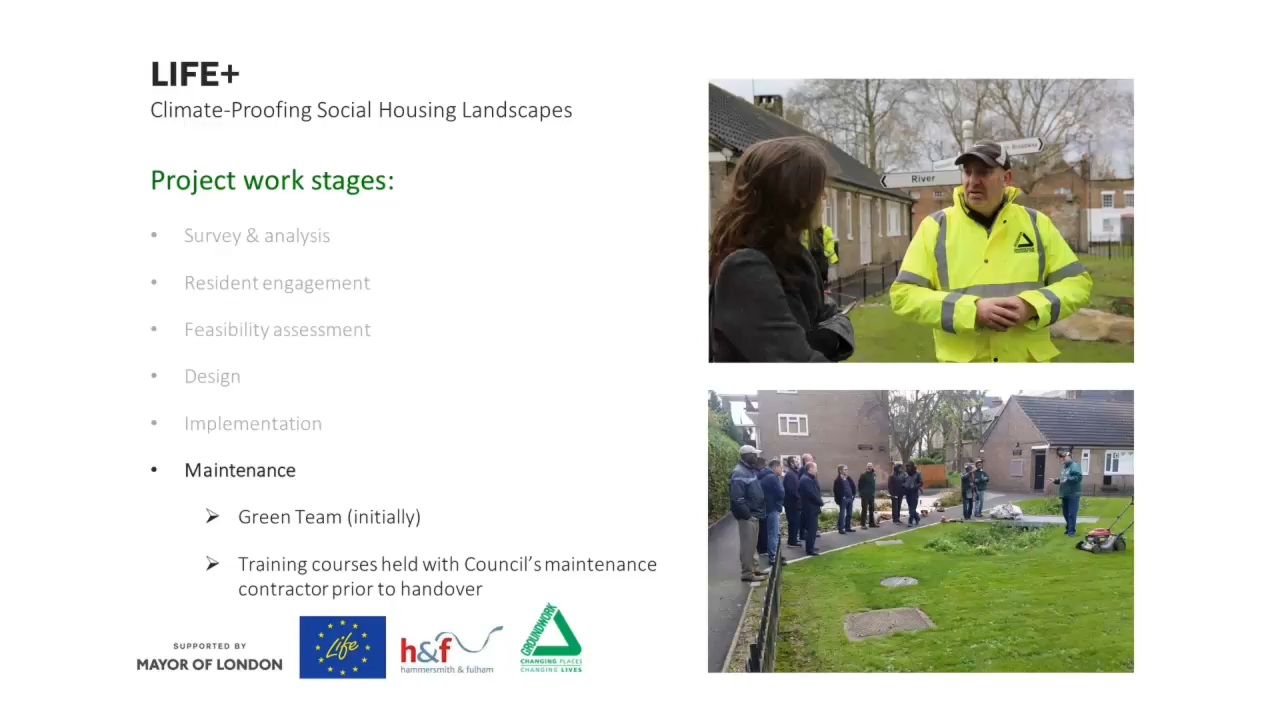 LIFE+
Climate-Proofing Social Housing Landscapes
Project work stages:
• Survey & analysis
• Resident engagement
• Feasibility assessment
• Design
• Implementation
• Maintenance
➢ Green Team (initially)
➢ Training courses held with Council's maintenance
contractor prior to handover
SUPPORTED BY
MAYOR OF LONDON
Life
h&f
hammersmith & fulham
GROUNDWORK
CHANGING PLACES
CHANGING LIVES
River
Broadway